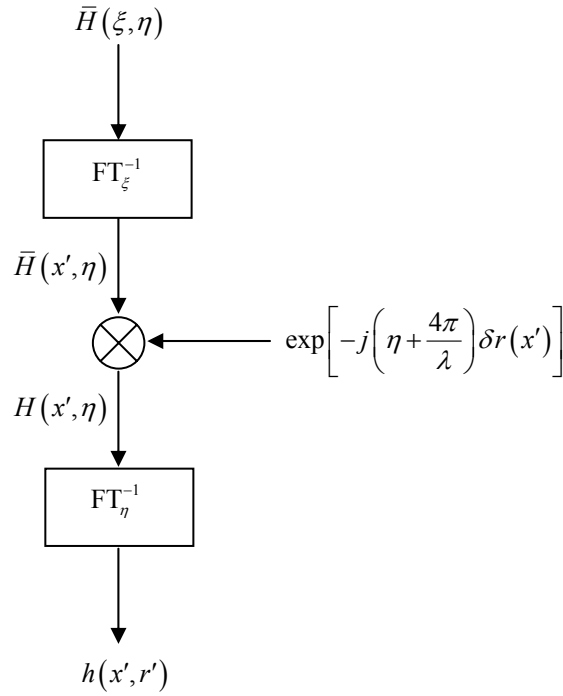 H̄(ξ,η)
FT_ξ^{-1}
H̄(x′,η)
exp[−j(η+4π/λ)δr(x′)]
H(x′,η)
FT_η^{-1}
h(x′,r′)